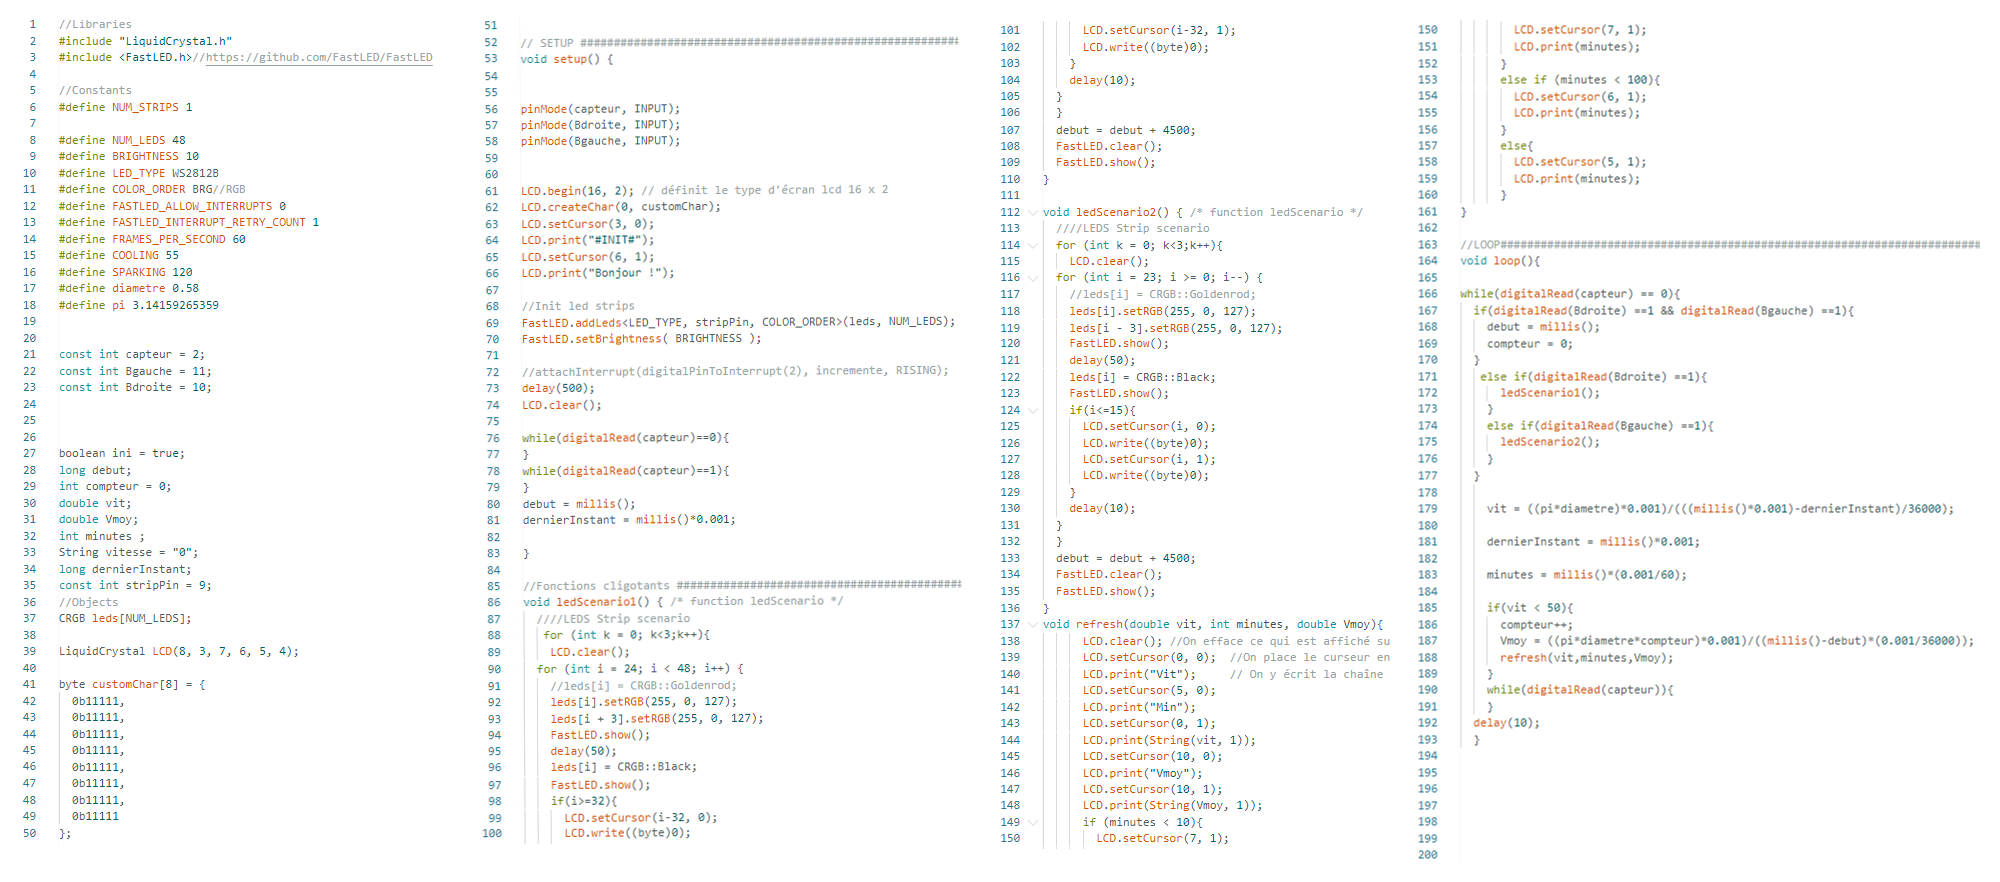 1 //Libraries
2 #include "LiquidCrystal.h"
3 #include <FastLED.h>//https://github.com/FastLED/FastLED
4
5 //Constants
6 #define NUM_STRIPS 1
7
8 #define NUM_LEDS 48
9 #define BRIGHTNESS 10
10 #define LED_TYPE WS2812B
11 #define COLOR_ORDER BRG//RGB
12 #define FASTLED_ALLOW_INTERRUPTS 0
13 #define FASTLED_INTERRUPT_RETRY_COUNT 1
14 #define FRAMES_PER_SECOND 60
15 #define COOLING 55
16 #define SPARKING 120
17 #define diametre 0.58
18 #define pi 3.14159265359
19
20
21 const int capteur = 2;
22 const int Bgauche = 11;
23 const int Bdroite = 10;
24
25
26
27 boolean ini = true;
28 long debut;
29 int compteur = 0;
30 double vit;
31 double Vmoy;
32 int minutes ;
33 String vitesse = "0";
34 long dernierInstant;
35 const int stripPin = 9;
36 //Objects
37 CRGB leds[NUM_LEDS];
38
39 LiquidCrystal LCD(8, 3, 7, 6, 5, 4);
40
41 byte customChar[8] = {
42 0b11111,
43 0b11111,
44 0b11111,
45 0b11111,
46 0b11111,
47 0b11111,
48 0b11111,
49 0b11111
50 };
51
52 // SETUP #########################################################
53 void setup() {
54
55
56 pinMode(capteur, INPUT);
57 pinMode(Bdroite, INPUT);
58 pinMode(Bgauche, INPUT);
59
60
61 LCD.begin(16, 2); // définit le type d'écran lcd 16 x 2
62 LCD.createChar(0, customChar);
63 LCD.setCursor(3, 0);
64 LCD.print("#INIT#");
65 LCD.setCursor(6, 1);
66 LCD.print("Bonjour !");
67
68 //Init led strips
69 FastLED.addLeds<LED_TYPE, stripPin, COLOR_ORDER>(leds, NUM_LEDS);
70 FastLED.setBrightness( BRIGHTNESS );
71
72 //attachInterrupt(digitalPinToInterrupt(2), incremente, RISING);
73 delay(500);
74 LCD.clear();
75
76 while(digitalRead(capteur)==0){
77 }
78 while(digitalRead(capteur)==1){
79 }
80 debut = millis();
81 dernierInstant = millis()*0.001;
82
83 }
84
85 //Fonctions cligotants ###########################################
86 void ledScenario1() { /* function ledScenario */
87 ////LEDS Strip scenario
88 for (int k = 0; k<3;k++){
89 LCD.clear();
90 for (int i = 24; i < 48; i++) {
91 //leds[i] = CRGB::Goldenrod;
92 leds[i].setRGB(255, 0, 127);
93 leds[i + 3].setRGB(255, 0, 127);
94 FastLED.show();
95 delay(50);
96 leds[i] = CRGB::Black;
97 FastLED.show();
98 if(i>=32){
99 LCD.setCursor(i-32, 0);
100 LCD.write((byte)0);
101 LCD.setCursor(i-32, 1);
102 LCD.write((byte)0);
103 }
104 delay(10);
105 }
106 }
107 debut = debut + 4500;
108 FastLED.clear();
109 FastLED.show();
110 }
111
112 void ledScenario2() { /* function ledScenario */
113 ////LEDS Strip scenario
114 for (int k = 0; k<3;k++){
115 LCD.clear();
116 for (int i = 23; i >= 0; i--) {
117 //leds[i] = CRGB::Goldenrod;
118 leds[i].setRGB(255, 0, 127);
119 leds[i - 3].setRGB(255, 0, 127);
120 FastLED.show();
121 delay(50);
122 leds[i] = CRGB::Black;
123 FastLED.show();
124 if(i<=15){
125 LCD.setCursor(i, 0);
126 LCD.write((byte)0);
127 LCD.setCursor(i, 1);
128 LCD.write((byte)0);
129 }
130 delay(10);
131 }
132 }
133 debut = debut + 4500;
134 FastLED.clear();
135 FastLED.show();
136 }
137 void refresh(double vit, int minutes, double Vmoy){
138 LCD.clear(); //On efface ce qui est affiché su
139 LCD.setCursor(0, 0); //On place le curseur en
140 LCD.print("Vit"); // On y écrit la chaîne
141 LCD.setCursor(5, 0);
142 LCD.print("Min");
143 LCD.setCursor(0, 1);
144 LCD.print(String(vit, 1));
145 LCD.setCursor(10, 0);
146 LCD.print("Vmoy");
147 LCD.setCursor(10, 1);
148 LCD.print(String(Vmoy, 1));
149 if (minutes < 10){
150 LCD.setCursor(7, 1);
150 LCD.setCursor(7, 1);
151 LCD.print(minutes);
152 }
153 else if (minutes < 100){
154 LCD.setCursor(6, 1);
155 LCD.print(minutes);
156 }
157 else{
158 LCD.setCursor(5, 1);
159 LCD.print(minutes);
160 }
161 }
162
163 //LOOP########################################################################
164 void loop(){
165
166 while(digitalRead(capteur) == 0){
167 if(digitalRead(Bdroite) ==1 && digitalRead(Bgauche) ==1){
168 debut = millis();
169 compteur = 0;
170 }
171 else if(digitalRead(Bdroite) ==1){
172 ledScenario1();
173 }
174 else if(digitalRead(Bgauche) ==1){
175 ledScenario2();
176 }
177 }
178
179 vit = ((pi*diametre)*0.001)/(((millis()*0.001)-dernierInstant)/36000);
180
181 dernierInstant = millis()*0.001;
182
183 minutes = millis()*(0.001/60);
184
185 if(vit < 50){
186 compteur++;
187 Vmoy = ((pi*diametre*compteur)*0.001)/((millis()-debut)*(0.001/36000));
188 refresh(vit,minutes,Vmoy);
189 }
190 while(digitalRead(capteur)){
191 }
192 delay(10);
193 }
194
195
196
197
198
199
200